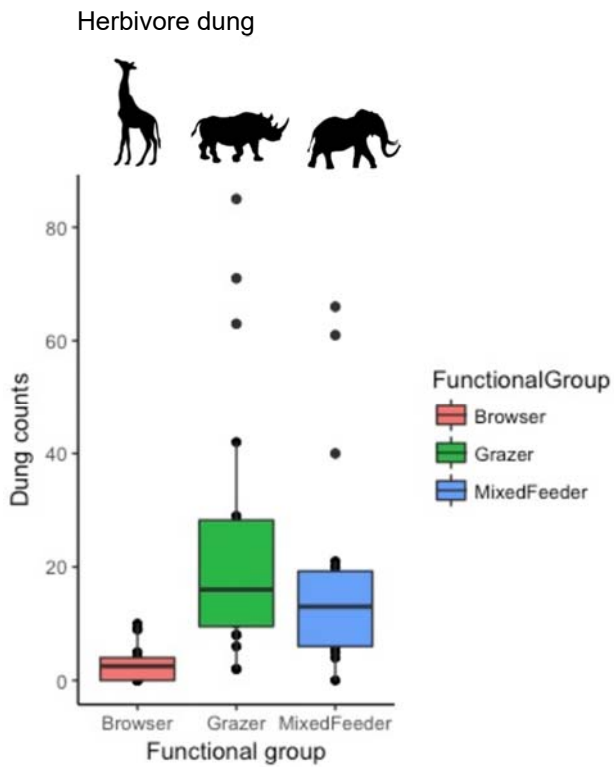 Herbivore dung
80
60
40
20
0
Dung counts
Browser Grazer MixedFeeder
Functional group
FunctionalGroup
Browser
Grazer
MixedFeeder